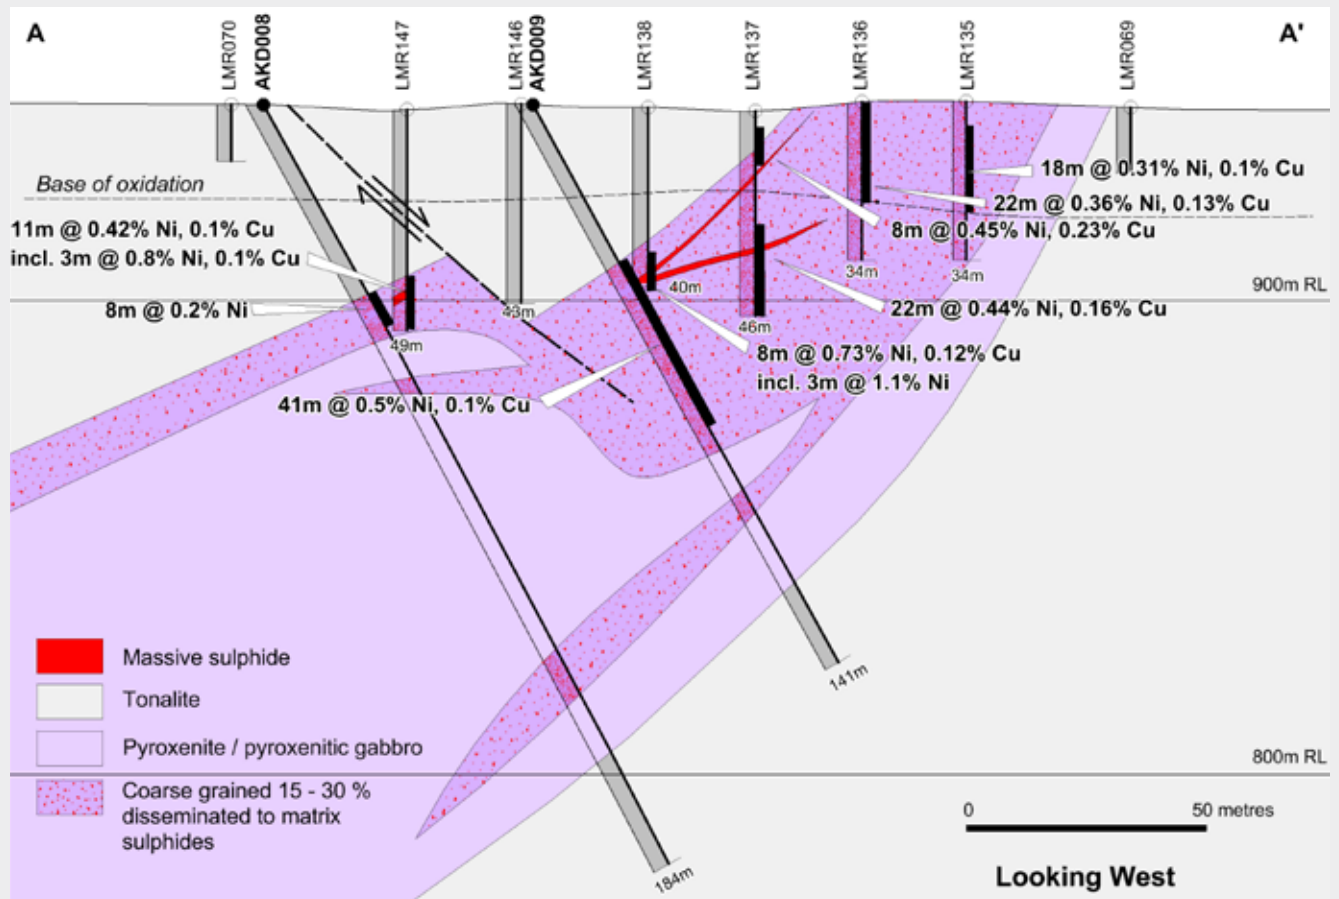 A
LMR070
AKD008
LMR147
LMR146
AKD009
LMR138
LMR137
LMR136
LMR135
LMR069
A'
Base of oxidation
18m @ 0.31% Ni, 0.1% Cu
22m @ 0.36% Ni, 0.13% Cu
8m @ 0.45% Ni, 0.23% Cu
11m @ 0.42% Ni, 0.1% Cu
incl. 3m @ 0.8% Ni, 0.1% Cu
8m @ 0.2% Ni
49m
43m
40m
46m
34m
34m
900m RL
22m @ 0.44% Ni, 0.16% Cu
8m @ 0.73% Ni, 0.12% Cu
incl. 3m @ 1.1% Ni
41m @ 0.5% Ni, 0.1% Cu
141m
184m
800m RL
Massive sulphide
Tonalite
Pyroxenite / pyroxenitic gabbro
Coarse grained 15 - 30 %
disseminated to matrix
sulphides
0
50 metres
Looking West